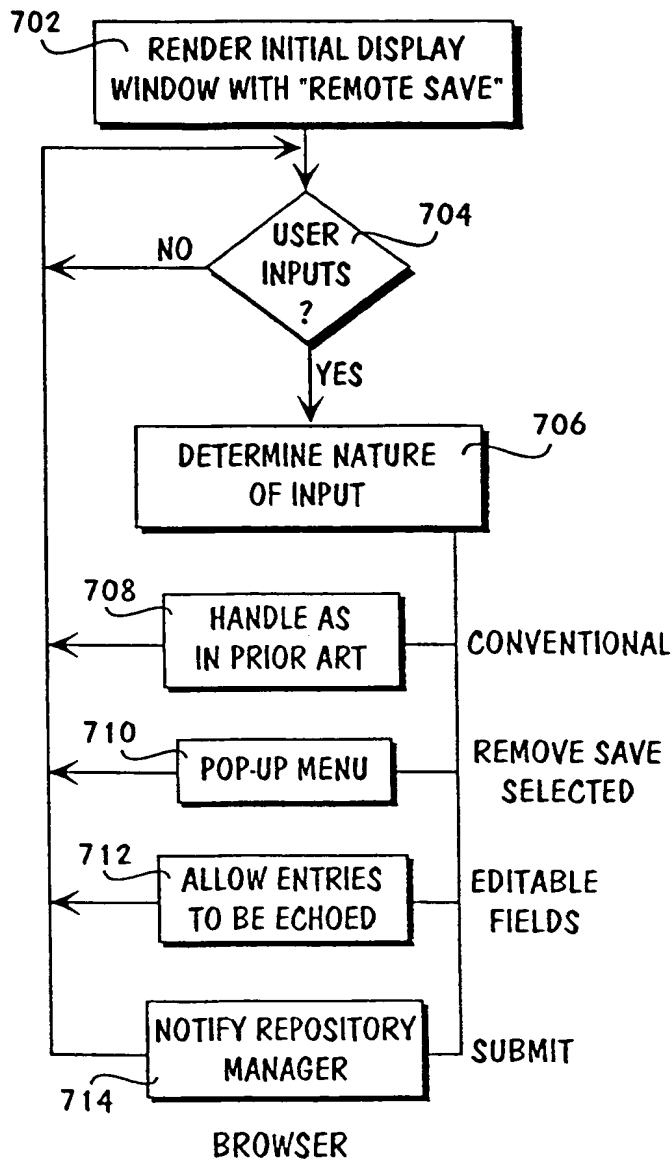 702
RENDER INITIAL DISPLAY
WINDOW WITH "REMOTE SAVE"
704
USER
INPUTS
?
NO
YES
706
DETERMINE NATURE
OF INPUT
708
HANDLE AS
IN PRIOR ART
CONVENTIONAL
710
POP-UP MENU
REMOVE SAVE
SELECTED
712
ALLOW ENTRIES
TO BE ECHOED
EDITABLE
FIELDS
NOTIFY REPOSITORY
MANAGER
SUBMIT
714
BROWSER